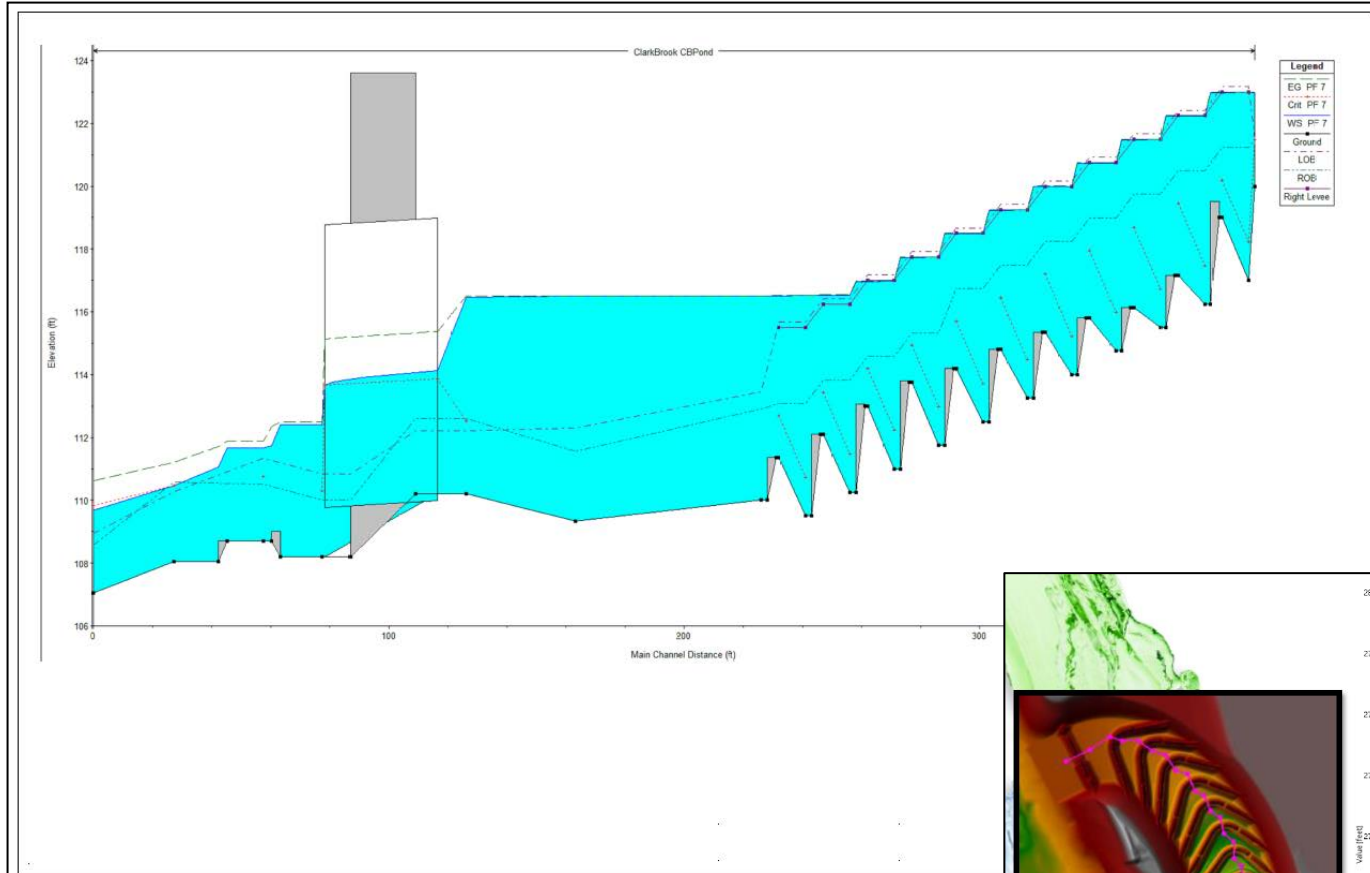 ClarkBrook CBPond
124
122
120
118
116
114
112
110
108
106
Elevation (ft)
0
100
200
300
Main Channel Distance (ft)
Legend
EG PF 7
Crit PF 7
WS PF 7
Ground
LOB
ROB
Right Levee
Value [feet]